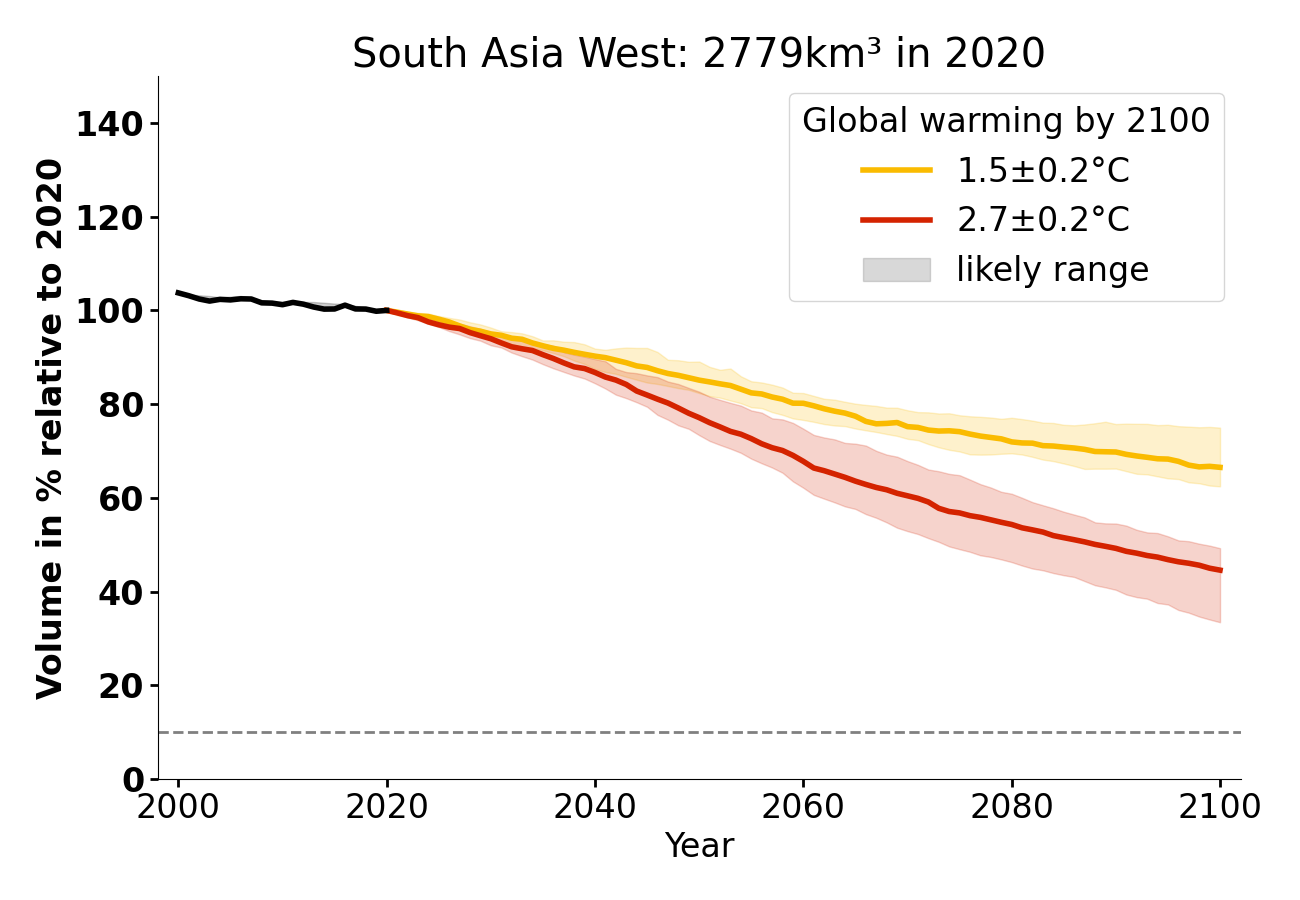 South Asia West: 2779km³ in 2020
Global warming by 2100
1.5±0.2°C
2.7±0.2°C
likely range
Volume in % relative to 2020
140
120
100
80
60
40
20
0
2000 2020 2040 2060 2080 2100
Year